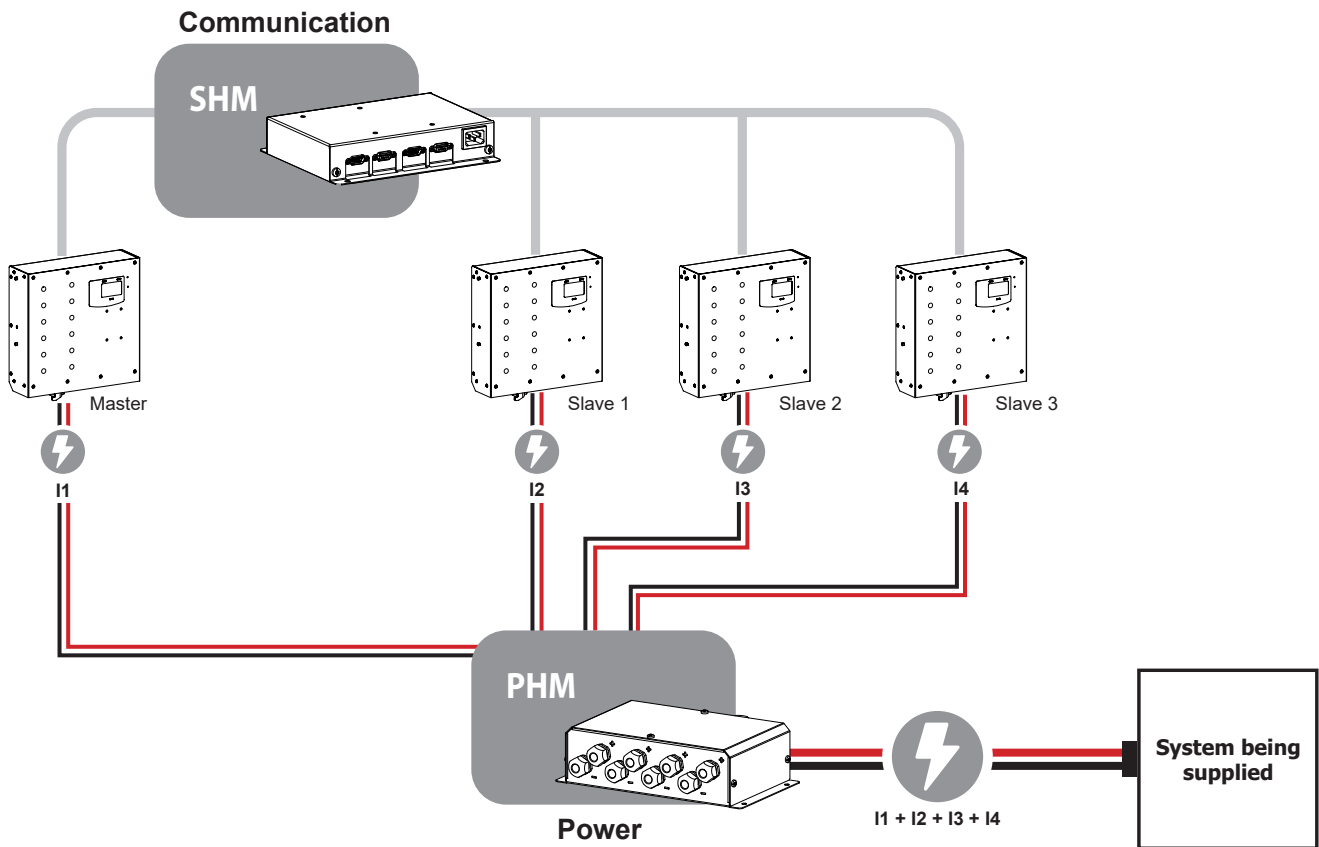 Communication
SHM
Master
Slave 1
Slave 2
Slave 3
I1
I2
I3
I4
PHM
Power
I1 + I2 + I3 + I4
System being
supplied